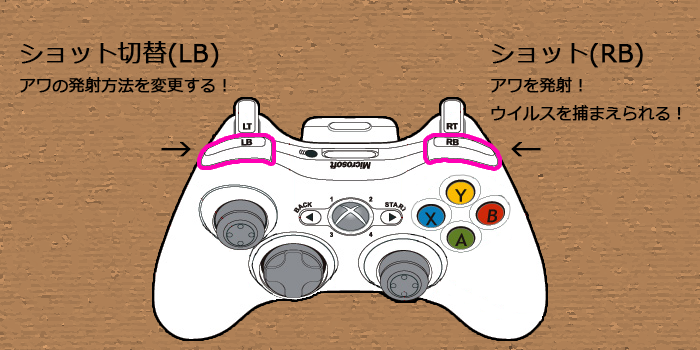 ショット切替(LB)
アワの発射方法を変更する！
ショット(RB)
アワを発射！
ウイルスを捕まえられる！
LT
RT
→
LB
RB
←
Microsoft
BACK
1
2
START
3
4
Y
X
B
A